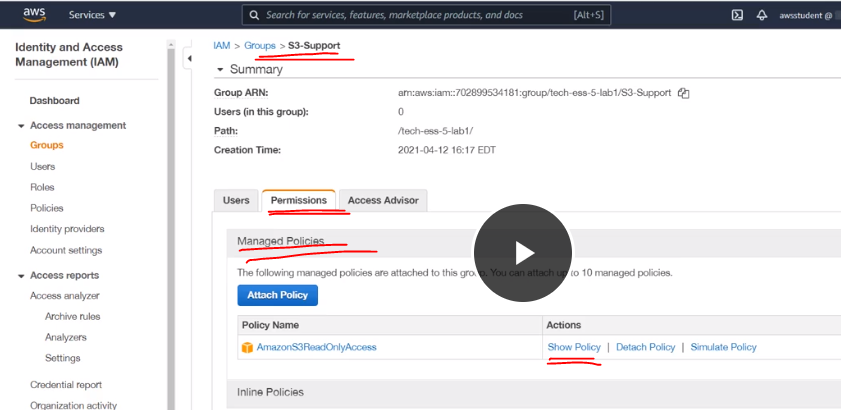 aws Services Search for services, features, marketplace products, and docs [Alt+S] awsstudent @
Identity and Access
Management (IAM)
Dashboard
Access management
Groups
Users
Roles
Policies
Identity providers
Account settings
Access reports
Access analyzer
Archive rules
Analyzers
Settings
Credential report
Organization activity
IAM > Groups > S3-Support
Summary
Group ARN: arn:aws:iam::702899534181:group/tech-ess-5-lab1/S3-Support
Users (in this group): 0
Path: /tech-ess-5-lab1/
Creation Time: 2021-04-12 16:17 EDT
Users Permissions Access Advisor
Managed Policies
The following managed policies are attached to this group. You can attach up to 10 managed policies.
Attach Policy
Policy Name Actions
AmazonS3ReadOnlyAccess Show Policy | Detach Policy | Simulate Policy
Inline Policies